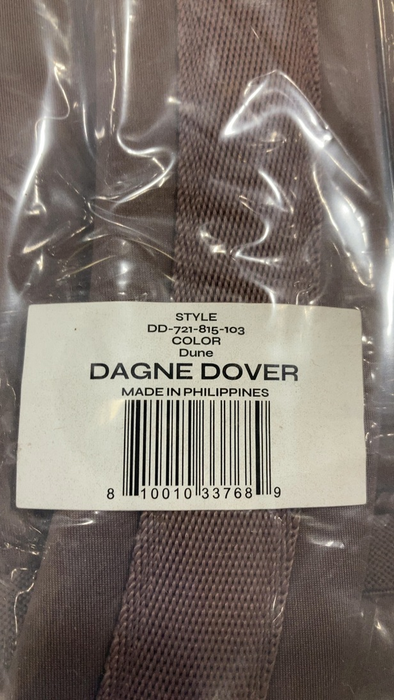 STYLE
DD-721-815-103
COLOR
Dune
DAGNE DOVER
MADE IN PHILIPPINES
8 10010 33768 9